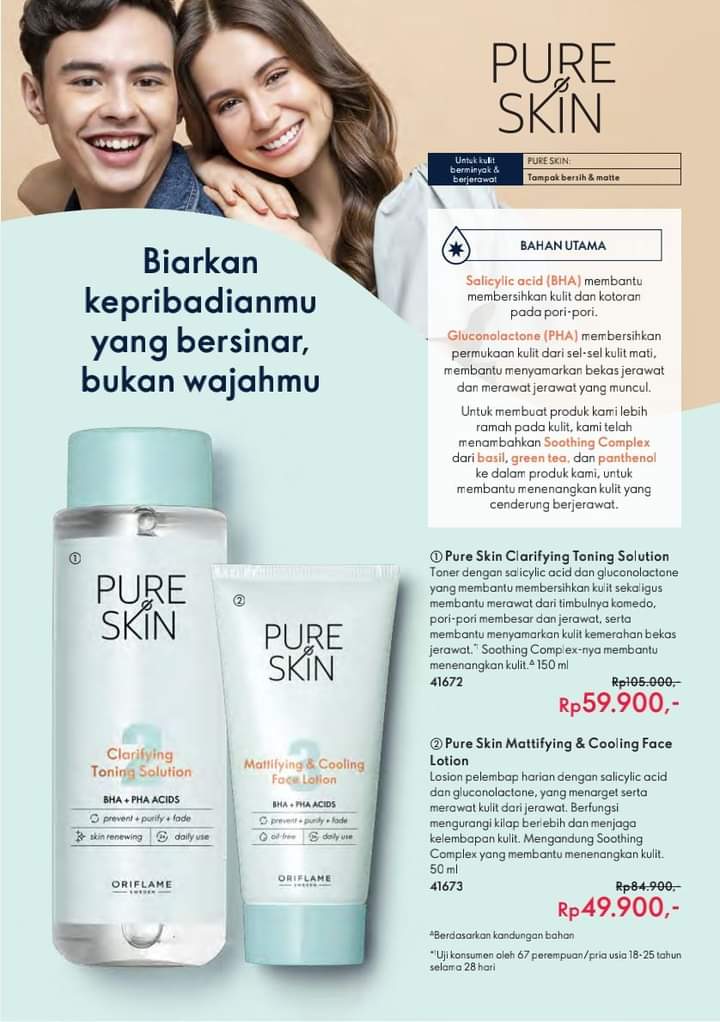 PURE
SKIN
Untuk kulit
berminyak &
berjerawat
PURE SKIN:
Tampak bersih & matte
BAHAN UTAMA
Salicylic acid (BHA) membantu
membersihkan kulit dan kotoran
pada pori-pori.
Gluconolactone (PHA) membersihkan
permukaan kulit dari sel-sel kulit mati,
membantu menyamarkan bekas jerawat
dan merawat jerawat yang muncul.
Untuk membuat produk kami lebih
ramah pada kulit, kami telah
menambahkan Soothing Complex
dari basil, green tea, dan panthenol
ke dalam produk kami, untuk
membantu menenangkan kulit yang
cenderung berjerawat.
Biarkan
kepribadianmu
yang bersinar,
bukan wajahmu
①
PURE
SKIN
2
Clarifying
Toning Solution
BHA + PHA ACIDS
prevent + purify + fade
skin renewing
24 daily use
ORIFLAME
SWEDEN
②
PURE
SKIN
3
Mattifying & Cooling
Face Lotion
BHA + PHA ACIDS
prevent + purify + fade
oil-free
24 daily use
ORIFLAME
SWEDEN
① Pure Skin Clarifying Toning Solution
Toner dengan salicylic acid dan gluconolactone
yang membantu membersihkan kulit sekaligus
membantu merawat dari timbulnya komedo,
pori-pori membesar dan jerawat, serta
membantu menyamarkan kulit kemerahan bekas
jerawat.*¹ Soothing Complex-nya membantu
menenangkan kulit.ᐃ 150 ml
41672 Rp105.000,-
Rp59.900,-
② Pure Skin Mattifying & Cooling Face
Lotion
Losion pelembap harian dengan salicylic acid
dan gluconolactone, yang menarget serta
merawat kulit dari jerawat. Berfungsi
mengurangi kilap berlebih dan menjaga
kelembapan kulit. Mengandung Soothing
Complex yang membantu menenangkan kulit.
50 ml
41673 Rp84.900,-
Rp49.900,-
ᐃBerdasarkan kandungan bahan
*¹Uji konsumen oleh 67 perempuan/pria usia 18-25 tahun
selama 28 hari